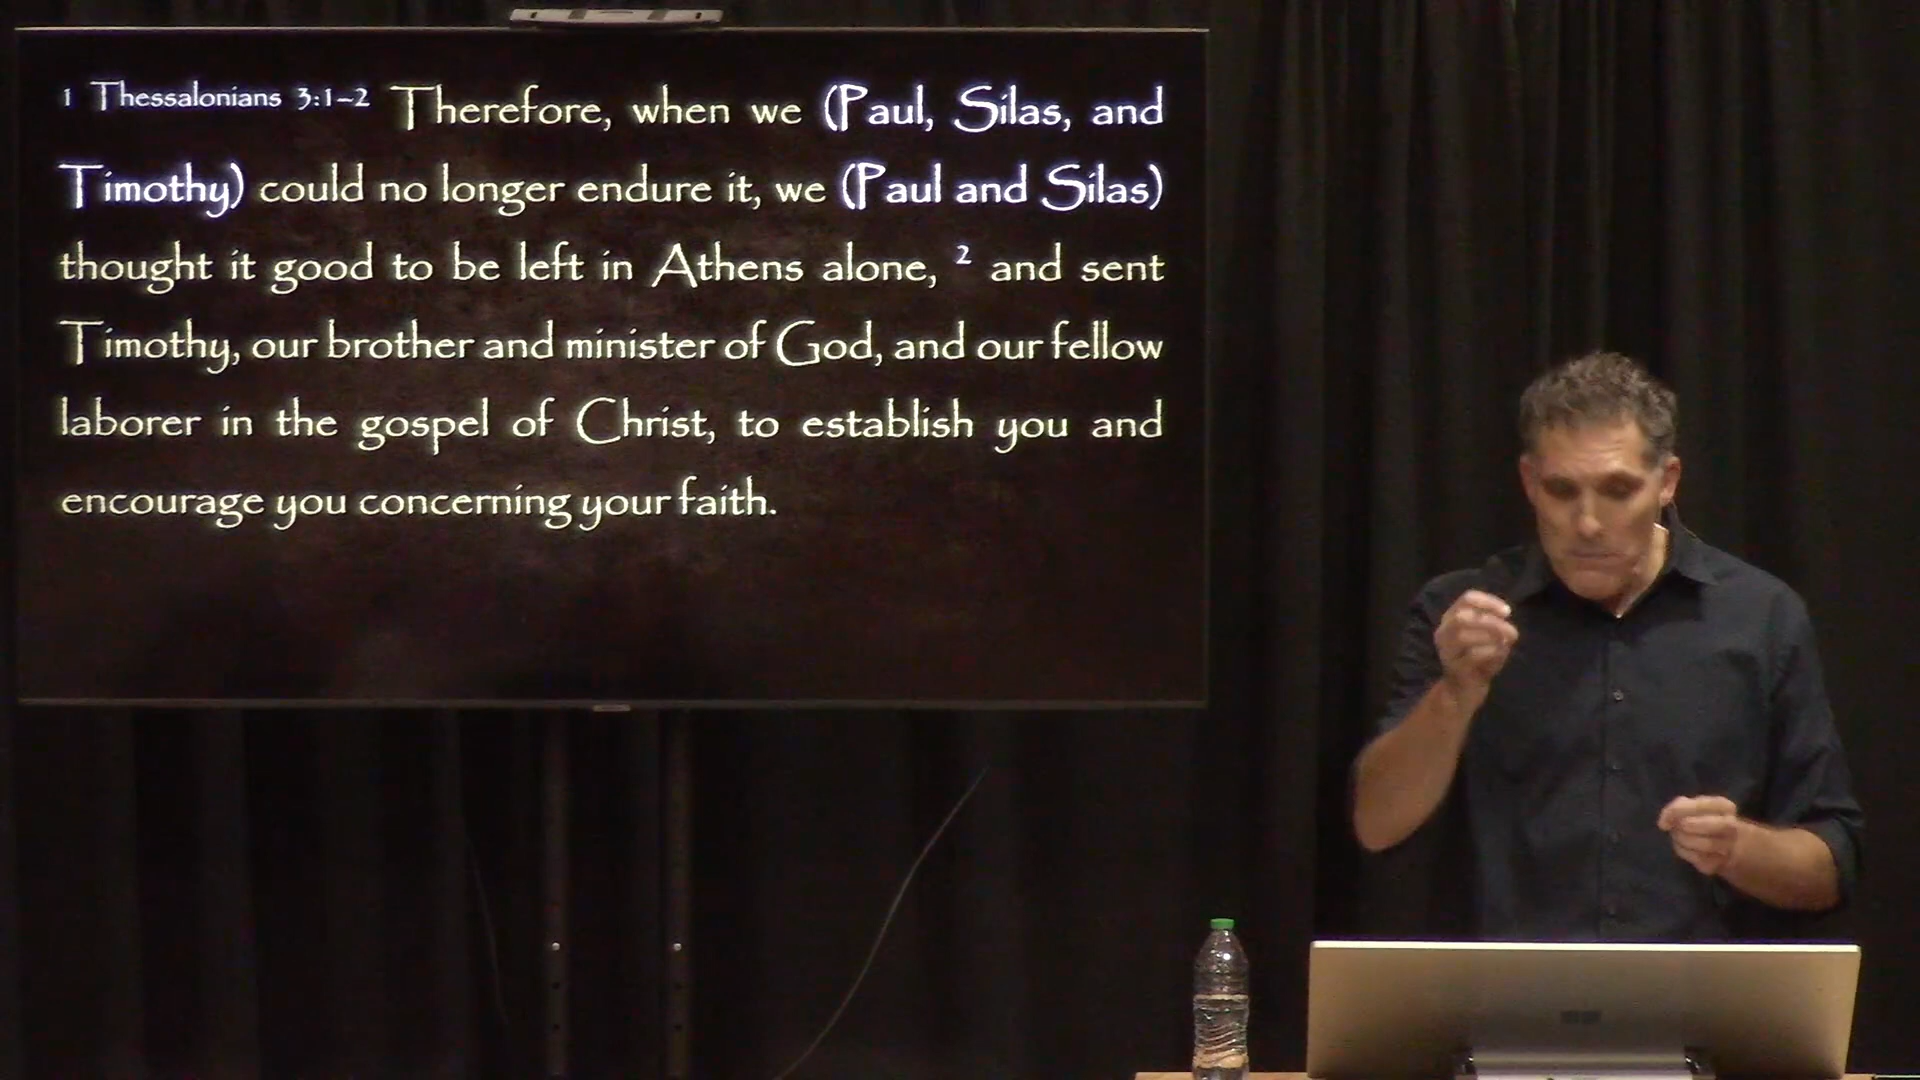 1 Thessalonians 3:1–2 Therefore, when we (Paul, Silas, and
Timothy) could no longer endure it, we (Paul and Silas)
thought it good to be left in Athens alone, 2 and sent
Timothy, our brother and minister of God, and our fellow
laborer in the gospel of Christ, to establish you and
encourage you concerning your faith.